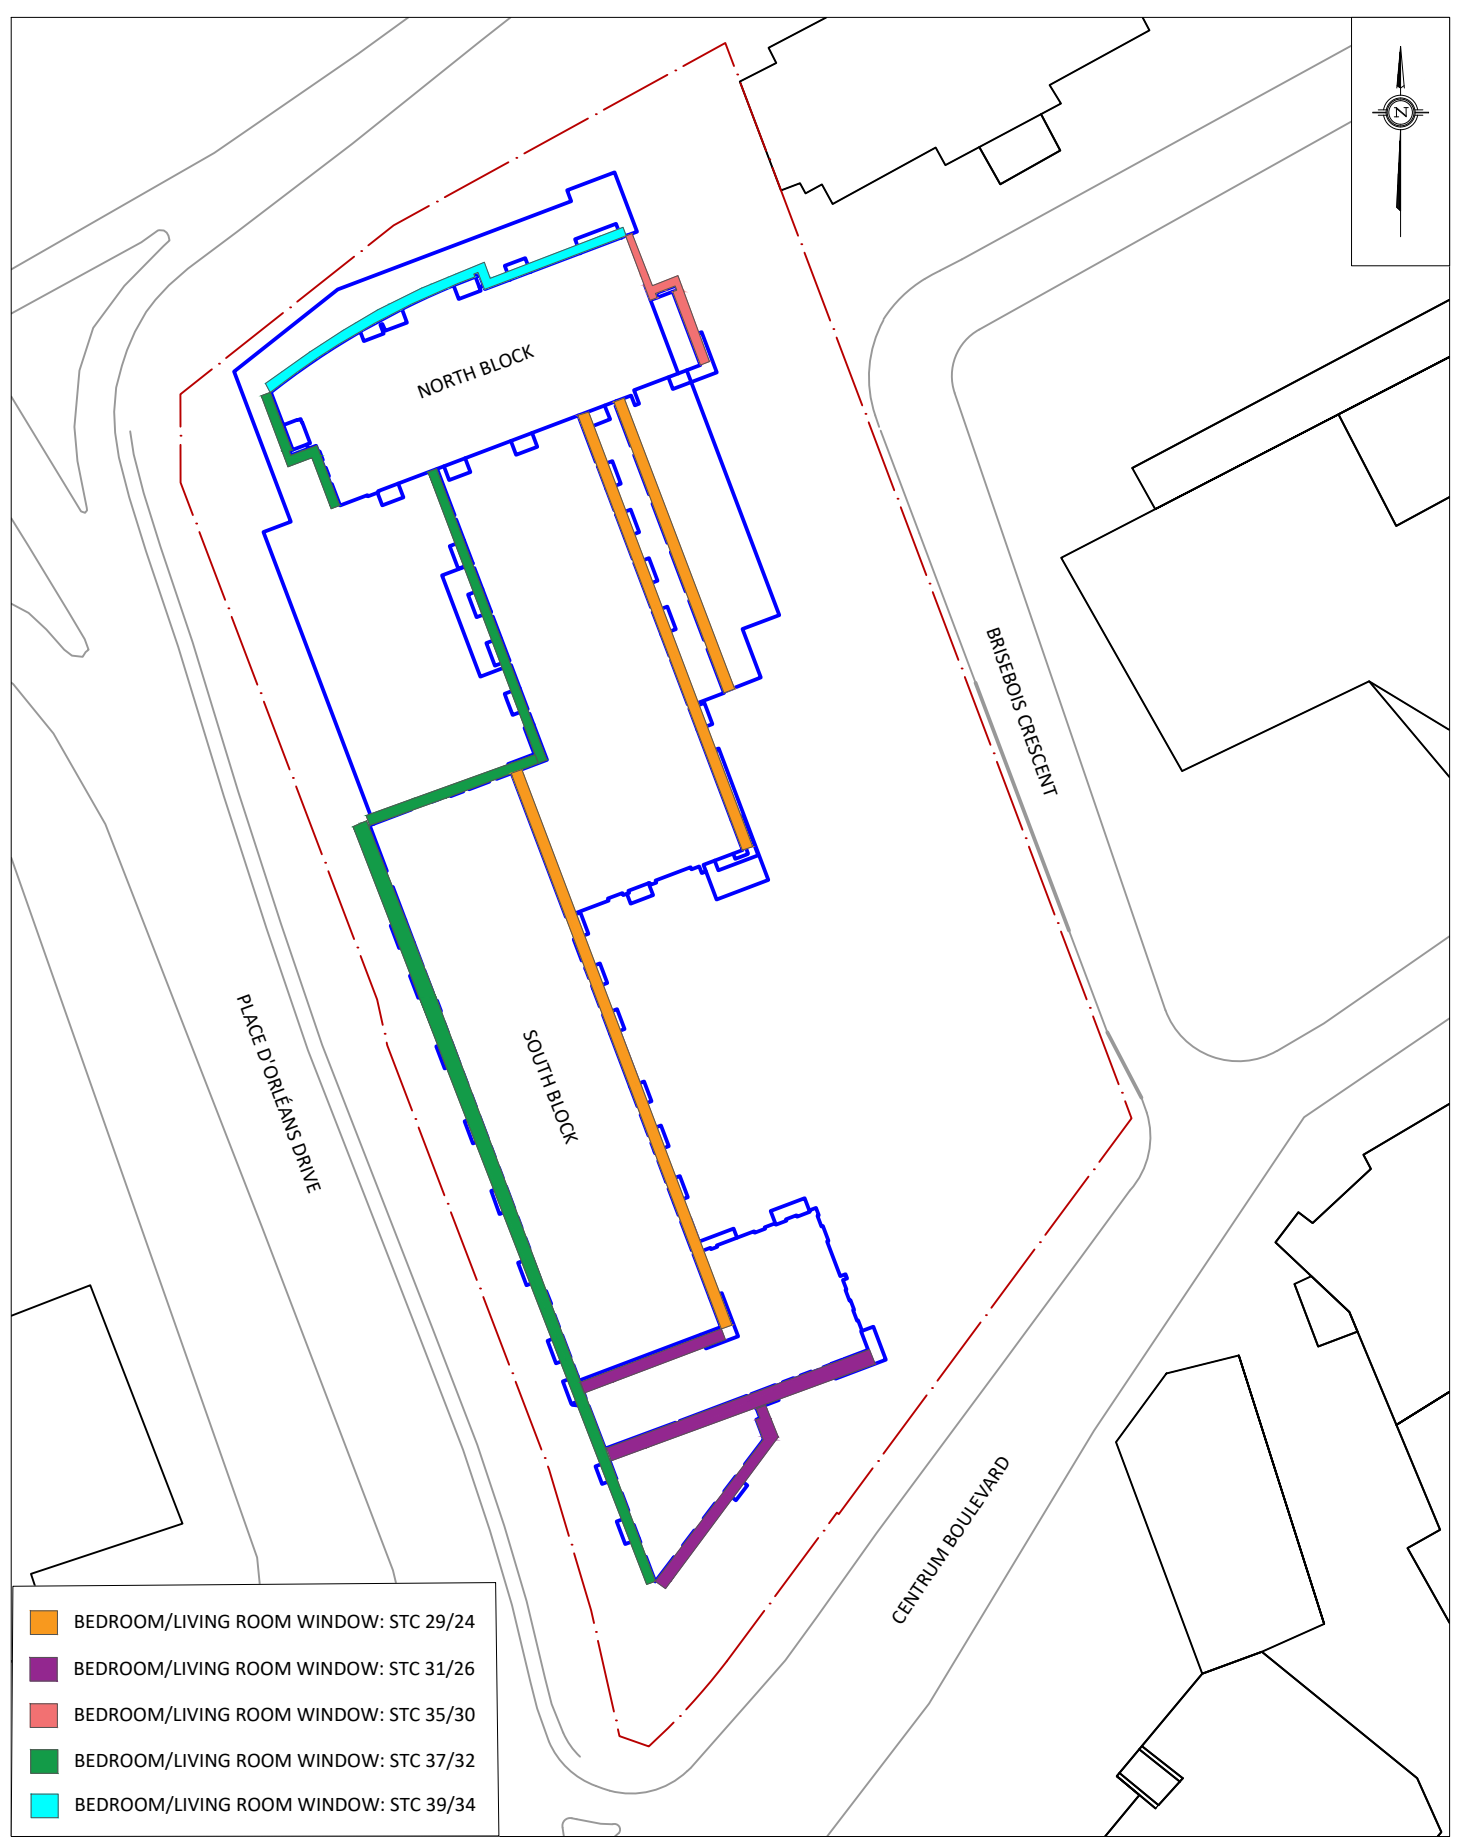 N
NORTH BLOCK
BRISEBOIS CRESCENT
PLACE D'ORLÉANS DRIVE
SOUTH BLOCK
CENTRUM BOULEVARD
BEDROOM/LIVING ROOM WINDOW: STC 29/24
BEDROOM/LIVING ROOM WINDOW: STC 31/26
BEDROOM/LIVING ROOM WINDOW: STC 35/30
BEDROOM/LIVING ROOM WINDOW: STC 37/32
BEDROOM/LIVING ROOM WINDOW: STC 39/34